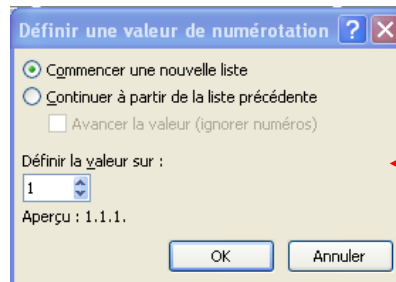 Définir une valeur de numérotation
Commencer une nouvelle liste
Continuer à partir de la liste précédente
Avancer la valeur (ignorer numéros)
Définir la valeur sur :
1
Aperçu : 1.1.1.
OK Annuler